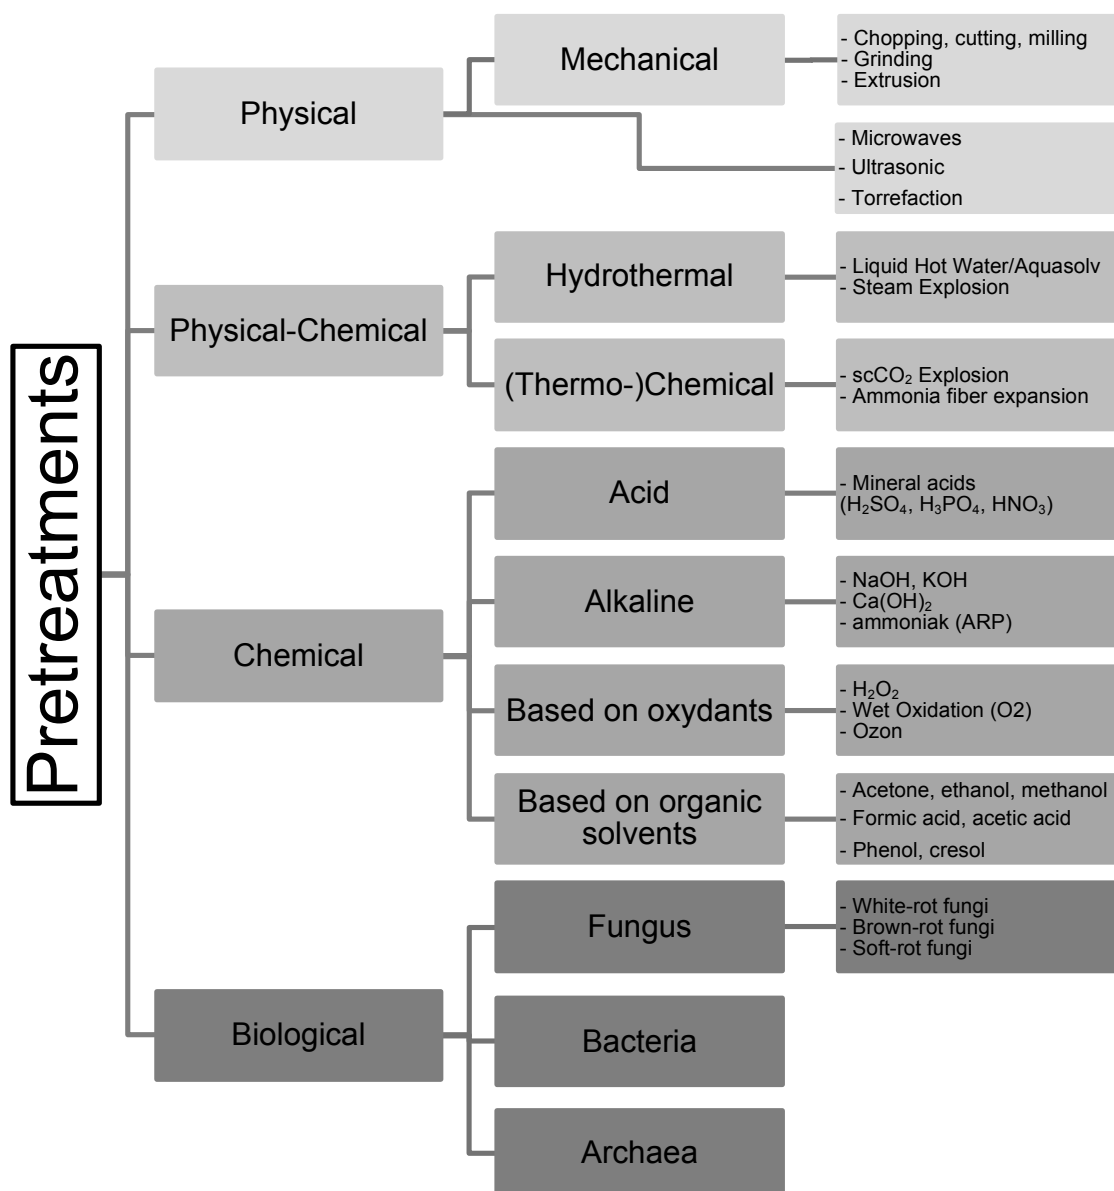 Pretreatments
Physical
Mechanical
- Chopping, cutting, milling
- Grinding
- Extrusion
- Microwaves
- Ultrasonic
- Torrefaction
Physical-Chemical
Hydrothermal
- Liquid Hot Water/Aquasolv
- Steam Explosion
(Thermo-)Chemical
- scCO₂ Explosion
- Ammonia fiber expansion
Chemical
Acid
- Mineral acids
(H₂SO₄, H₃PO₄, HNO₃)
Alkaline
- NaOH, KOH
- Ca(OH)₂
- ammoniak (ARP)
Based on oxydants
- H₂O₂
- Wet Oxidation (O2)
- Ozon
Based on organic
solvents
- Acetone, ethanol, methanol
- Formic acid, acetic acid
- Phenol, cresol
Biological
Fungus
- White-rot fungi
- Brown-rot fungi
- Soft-rot fungi
Bacteria
Archaea